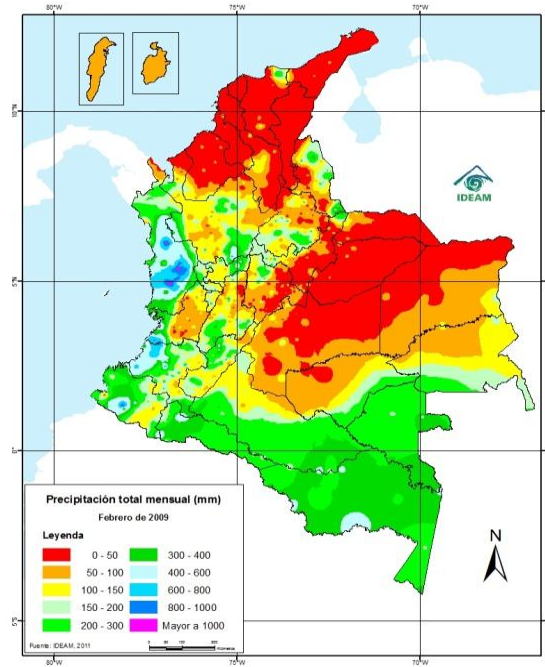 80°W 75°W 70°W
10°N
IDEAM
5°N
0°
Precipitación total mensual (mm)
Febrero de 2009
Leyenda
0 - 50 300 - 400
50 - 100 400 - 600
100 - 150 600 - 800
150 - 200 800 - 1000
200 - 300 Mayor a 1000
N
Fuente: IDEAM, 2011
5°S
80°W 75°W 70°W